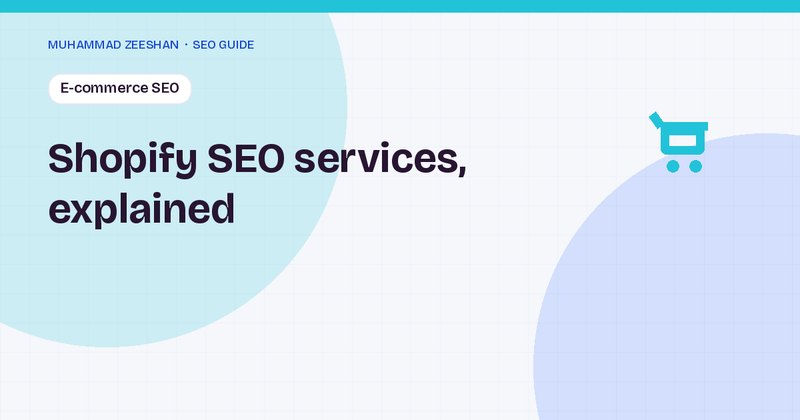 MUHAMMAD ZEESHAN · SEO GUIDE
E-commerce SEO
Shopify SEO services,
explained